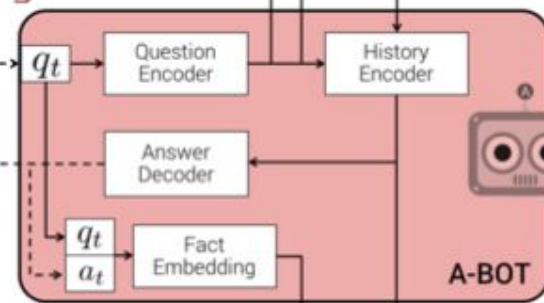 q_t
Question
Encoder
History
Encoder
A
Answer
Decoder
q_t
a_t
Fact
Embedding
A-BOT